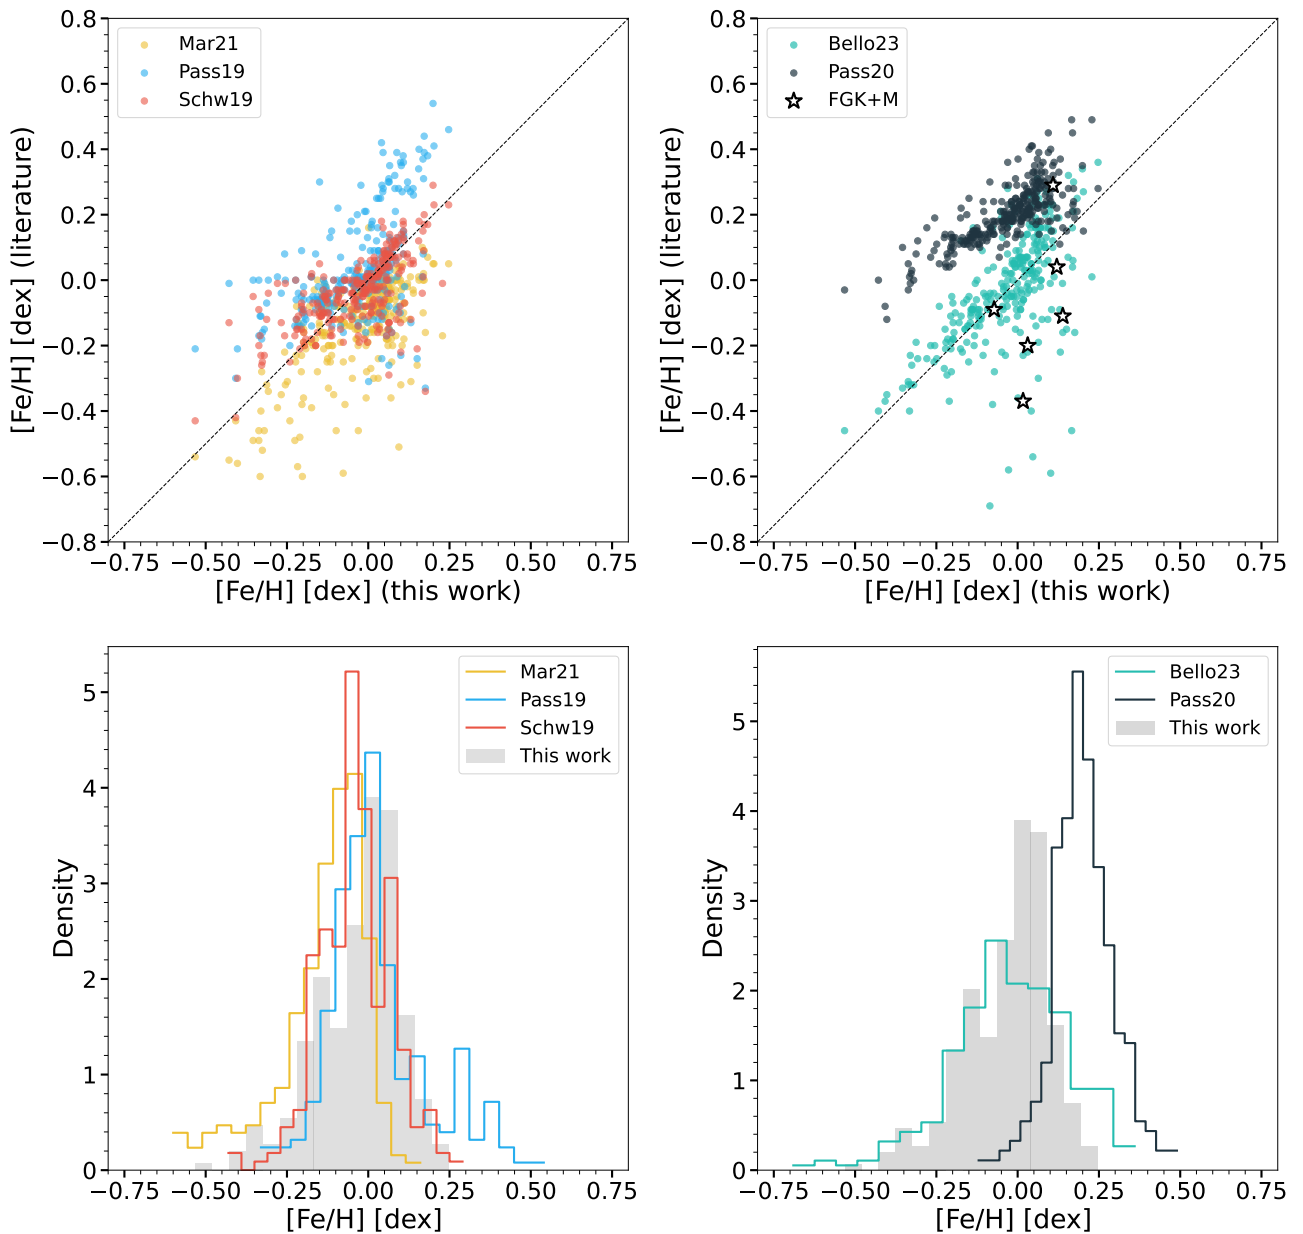 Mar21
Pass19
Schw19
0.8
0.6
0.4
0.2
0.0
−0.2
−0.4
−0.6
−0.8
[Fe/H] [dex] (literature)
−0.75 −0.50 −0.25 0.00 0.25 0.50 0.75
[Fe/H] [dex] (this work)
Bello23
Pass20
FGK+M
0.8
0.6
0.4
0.2
0.0
−0.2
−0.4
−0.6
−0.8
[Fe/H] [dex] (literature)
−0.75 −0.50 −0.25 0.00 0.25 0.50 0.75
[Fe/H] [dex] (this work)
Mar21
Pass19
Schw19
This work
5
4
3
2
1
0
Density
−0.75 −0.50 −0.25 0.00 0.25 0.50 0.75
[Fe/H] [dex]
Bello23
Pass20
This work
5
4
3
2
1
0
Density
−0.75 −0.50 −0.25 0.00 0.25 0.50 0.75
[Fe/H] [dex]